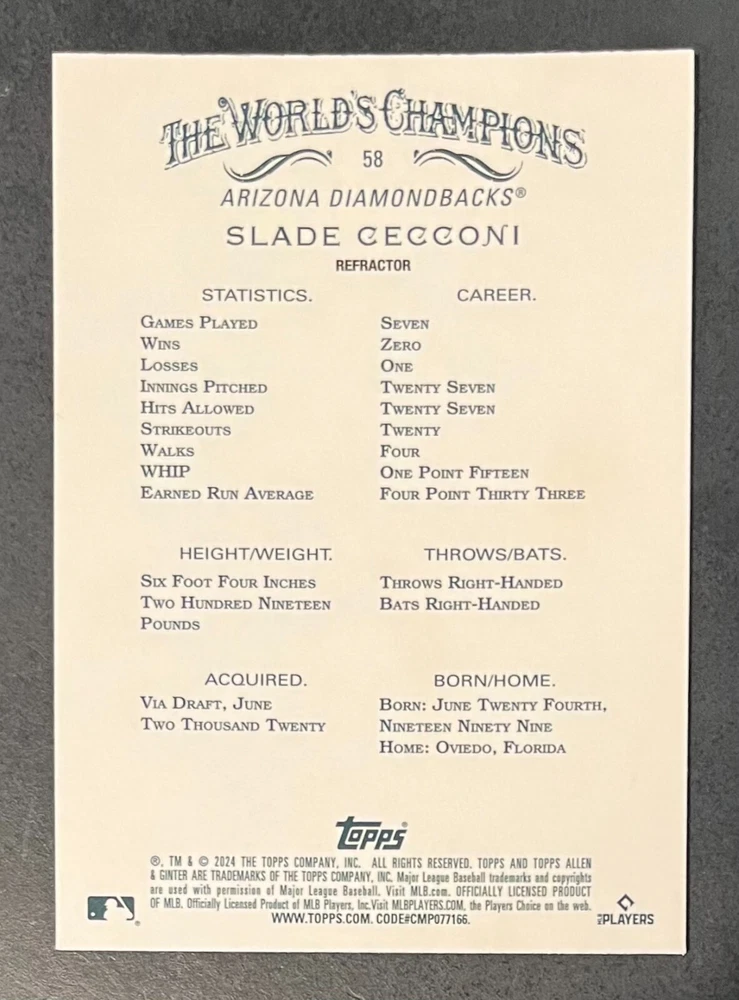 THE WORLD'S CHAMPIONS
58
ARIZONA DIAMONDBACKS®
SLADE CECCONI
REFRACTOR
STATISTICS. CAREER.
GAMES PLAYED SEVEN
WINS ZERO
LOSSES ONE
INNINGS PITCHED TWENTY SEVEN
HITS ALLOWED TWENTY SEVEN
STRIKEOUTS TWENTY
WALKS FOUR
WHIP ONE POINT FIFTEEN
EARNED RUN AVERAGE FOUR POINT THIRTY THREE
HEIGHT/WEIGHT. THROWS/BATS.
SIX FOOT FOUR INCHES THROWS RIGHT-HANDED
TWO HUNDRED NINETEEN BATS RIGHT-HANDED
POUNDS
ACQUIRED. BORN/HOME.
VIA DRAFT, JUNE BORN: JUNE TWENTY FOURTH,
TWO THOUSAND TWENTY NINETEEN NINETY NINE
HOME: OVIEDO, FLORIDA
TOPPS®
®, TM & © 2024 THE TOPPS COMPANY, INC. ALL RIGHTS RESERVED. TOPPS AND TOPPS ALLEN
& GINTER ARE TRADEMARKS OF THE TOPPS COMPANY, INC. Major League Baseball trademarks and copyrights
are used with permission of Major League Baseball. Visit MLB.com. OFFICIALLY LICENSED PRODUCT
OF MLB. Officially Licensed Product of MLB Players, Inc.Visit MLBPLAYERS.COM, the Players Choice on the web.
WWW.TOPPS.COM. CODE#CMP077166.
MLB PLAYERS